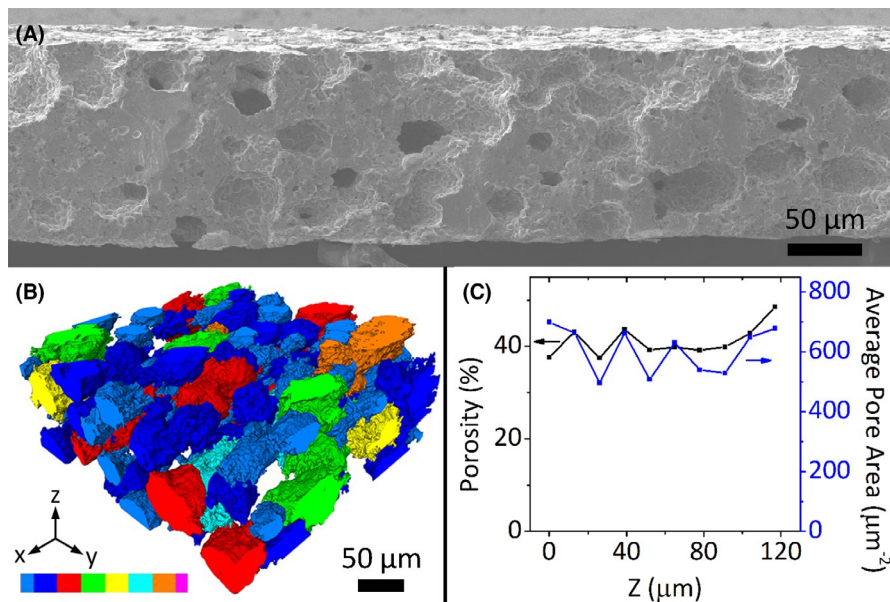 (A)
50 μm
(B)
z
x
y
50 μm
(C)
Porosity (%)
40
20
0
0
40
80
120
Z (μm)
800
600
400
200
0
Average Pore Area (μm⁻²)